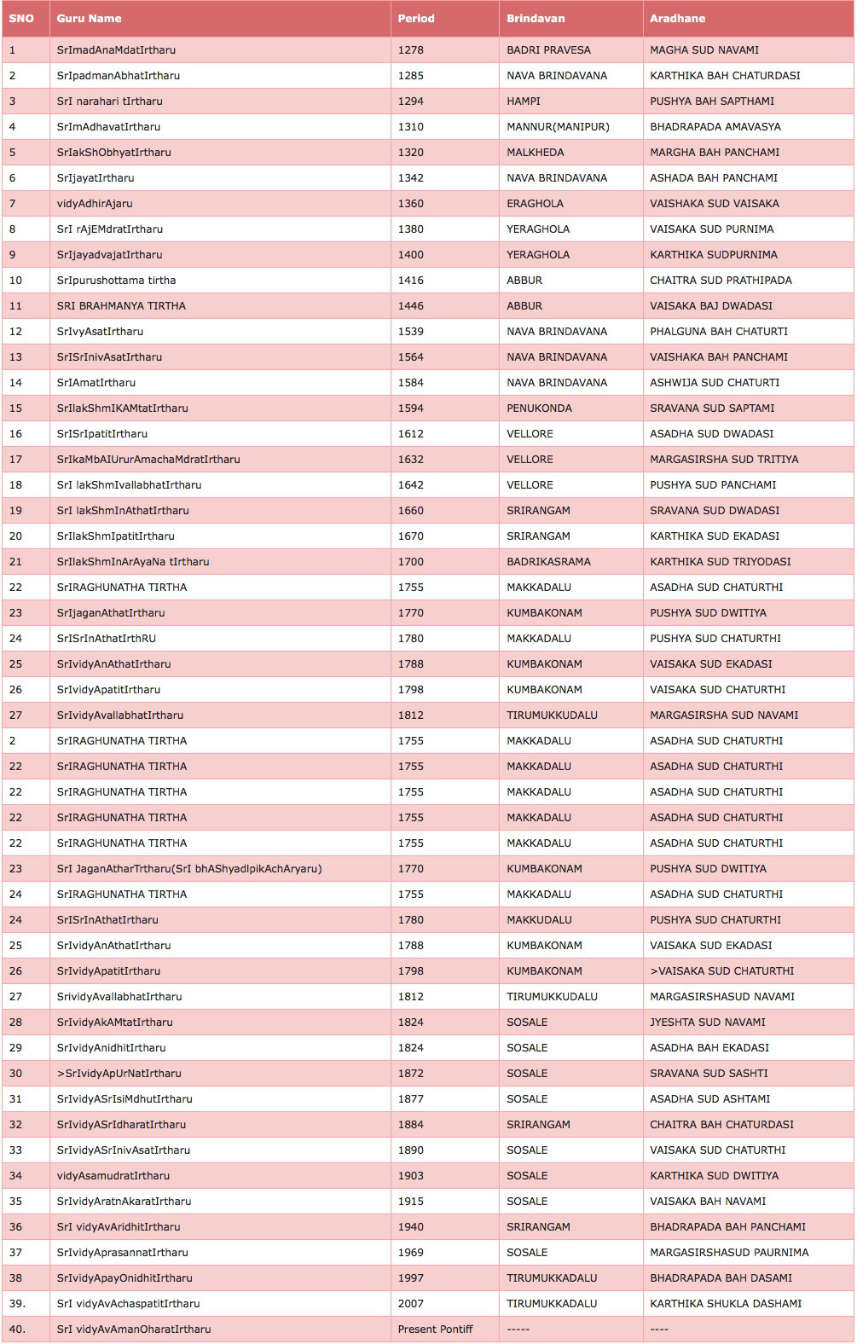 SNO Guru Name Period Brindavan Aradhane
1 SrImadAnaMdatIrtharu 1278 BADRI PRAVESA MAGHA SUD NAVAMI
2 SrIpadmanAbhatIrtharu 1285 NAVA BRINDAVANA KARTHIKA BAH CHATURDASI
3 SrI narahari tIrtharu 1294 HAMPI PUSHYA BAH SAPTHAMI
4 SrImAdhavatIrtharu 1310 MANNUR(MANIPUR) BHADRAPADA AMAVASYA
5 SrIakShObhyatIrtharu 1320 MALKHEDA MARGHA BAH PANCHAMI
6 SrIjayatIrtharu 1342 NAVA BRINDAVANA ASHADA BAH PANCHAMI
7 vidyAdhirAjaru 1360 ERAGHOLA VAISHAKA SUD VAISAKA
8 SrI rAjEMdratIrtharu 1380 YERAGHOLA VAISAKA SUD PURNIMA
9 SrIjayadvajatIrtharu 1400 YERAGHOLA KARTHIKA SUDPURNIMA
10 SrIpurushottama tirtha 1416 ABBUR CHAITRA SUD PRATHIPADA
11 SRI BRAHMANYA TIRTHA 1446 ABBUR VAISAKA BAJ DWADASI
12 SrIvyAsatIrtharu 1539 NAVA BRINDAVANA PHALGUNA BAH CHATURTI
13 SrISrInivAsatIrtharu 1564 NAVA BRINDAVANA VAISHAKA BAH PANCHAMI
14 SrIAmatIrtharu 1584 NAVA BRINDAVANA ASHWIJA SUD CHATURTI
15 SrIlakShmIKAMtatIrtharu 1594 PENUKONDA SRAVANA SUD SAPTAMI
16 SrISrIpatitIrtharu 1612 VELLORE ASADHA SUD DWADASI
17 SrIkaMbAIUrurAmachaMdratIrtharu 1632 VELLORE MARGASIRSHA SUD TRITIYA
18 SrI lakShmIvallabhatIrtharu 1642 VELLORE PUSHYA SUD PANCHAMI
19 SrI lakShmInAthatIrtharu 1660 SRIRANGAM SRAVANA SUD DWADASI
20 SrIlakShmIpatitIrtharu 1670 SRIRANGAM KARTHIKA SUD EKADASI
21 SrIlakShmInArAyaNa tIrtharu 1700 BADRIKASRAMA KARTHIKA SUD TRIYODASI
22 SrIRAGHUNATHA TIRTHA 1755 MAKKADALU ASADHA SUD CHATURTHI
23 SrIjaganAthatIrtharu 1770 KUMBAKONAM PUSHYA SUD DWITIYA
24 SrISrInAthatIrthRU 1780 MAKKADALU PUSHYA SUD CHATURTHI
25 SrIvidyAnAthatIrtharu 1788 KUMBAKONAM VAISAKA SUD EKADASI
26 SrIvidyApatitIrtharu 1798 KUMBAKONAM VAISAKA SUD CHATURTHI
27 SrIvidyAvallabhatIrtharu 1812 TIRUMUKKUDALU MARGASIRSHA SUD NAVAMI
2 SrIRAGHUNATHA TIRTHA 1755 MAKKADALU ASADHA SUD CHATURTHI
22 SrIRAGHUNATHA TIRTHA 1755 MAKKADALU ASADHA SUD CHATURTHI
22 SrIRAGHUNATHA TIRTHA 1755 MAKKADALU ASADHA SUD CHATURTHI
22 SrIRAGHUNATHA TIRTHA 1755 MAKKADALU ASADHA SUD CHATURTHI
22 SrIRAGHUNATHA TIRTHA 1755 MAKKADALU ASADHA SUD CHATURTHI
23 SrI JaganAtharTrtharu(SrI bhAShyadIpikAchAryaru) 1770 KUMBAKONAM PUSHYA SUD DWITIYA
24 SrIRAGHUNATHA TIRTHA 1755 MAKKADALU ASADHA SUD CHATURTHI
24 SrISrInAthatIrtharu 1780 MAKKUDALU PUSHYA SUD CHATURTHI
25 SrIvidyAnAthatIrtharu 1788 KUMBAKONAM VAISAKA SUD EKADASI
26 SrIvidyApatitIrtharu 1798 KUMBAKONAM >VAISAKA SUD CHATURTHI
27 SrividyAvallabhatIrtharu 1812 TIRUMUKKUDALU MARGASIRSHASUD NAVAMI
28 SrIvidyAkAMtatIrtharu 1824 SOSALE JYESHTA SUD NAVAMI
29 SrIvidyAnidhitIrtharu 1824 SOSALE ASADHA BAH EKADASI
30 >SrIvidyApUrNatIrtharu 1872 SOSALE SRAVANA SUD SASHTI
31 SrIvidyASrIsiMdhutIrtharu 1877 SOSALE ASADHA SUD ASHTAMI
32 SrIvidyASrIdharatIrtharu 1884 SRIRANGAM CHAITRA BAH CHATURDASI
33 SrIvidyASrInivAsatIrtharu 1890 SOSALE VAISAKA SUD CHATURTHI
34 vidyAsamudratIrtharu 1903 SOSALE KARTHIKA SUD DWITIYA
35 SrIvidyAratnAkaratIrtharu 1915 SOSALE VAISAKA BAH NAVAMI
36 SrI vidyAvAridhitIrtharu 1940 SRIRANGAM BHADRAPADA BAH PANCHAMI
37 SrIvidyAprasannatIrtharu 1969 SOSALE MARGASIRSHASUD PAURNIMA
38 SrIvidyApayOnidhitIrtharu 1997 TIRUMUKKADALU BHADRAPADA BAH DASAMI
39. SrI vidyAvAchaspatitIrtharu 2007 TIRUMUKKADALU KARTHIKA SHUKLA DASHAMI
40. SrI vidyAvAmanOharatIrtharu Present Pontiff ----- ----